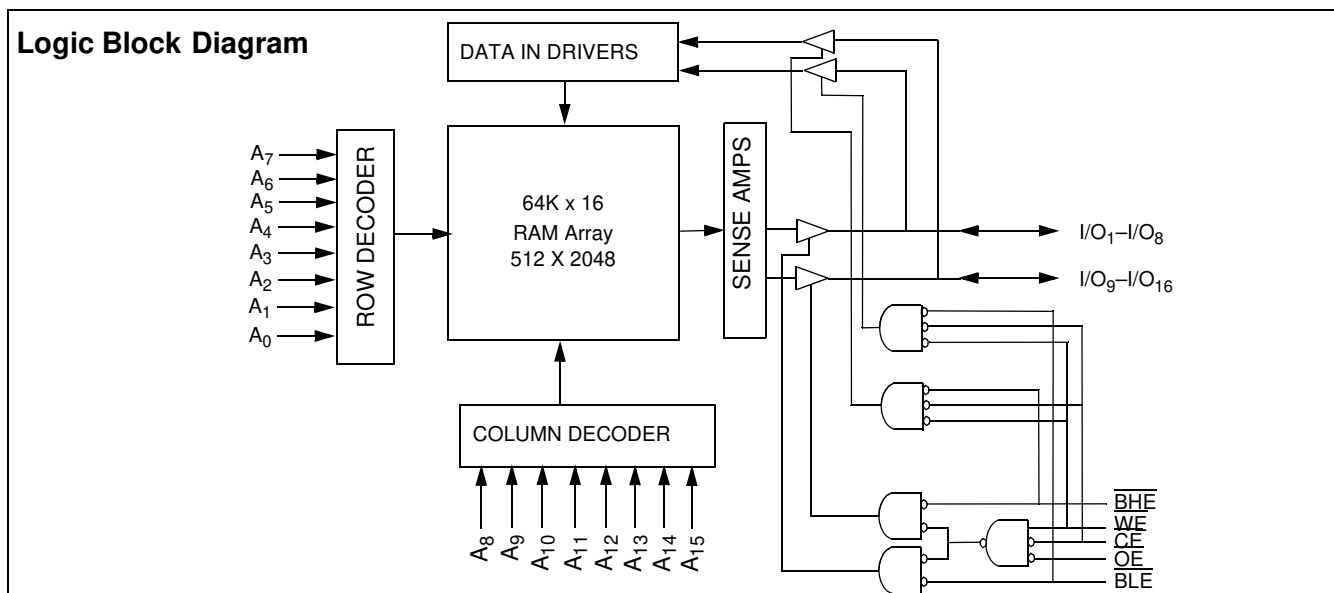 Logic Block Diagram
DATA IN DRIVERS
A7
A6
A5
A4
A3
A2
A1
A0
ROW DECODER
64K x 16
RAM Array
512 X 2048
SENSE AMPS
I/O1–I/O8
I/O9–I/O16
COLUMN DECODER
A8
A9
A10
A11
A12
A13
A14
A15
BHE
WE
CE
OE
BLE